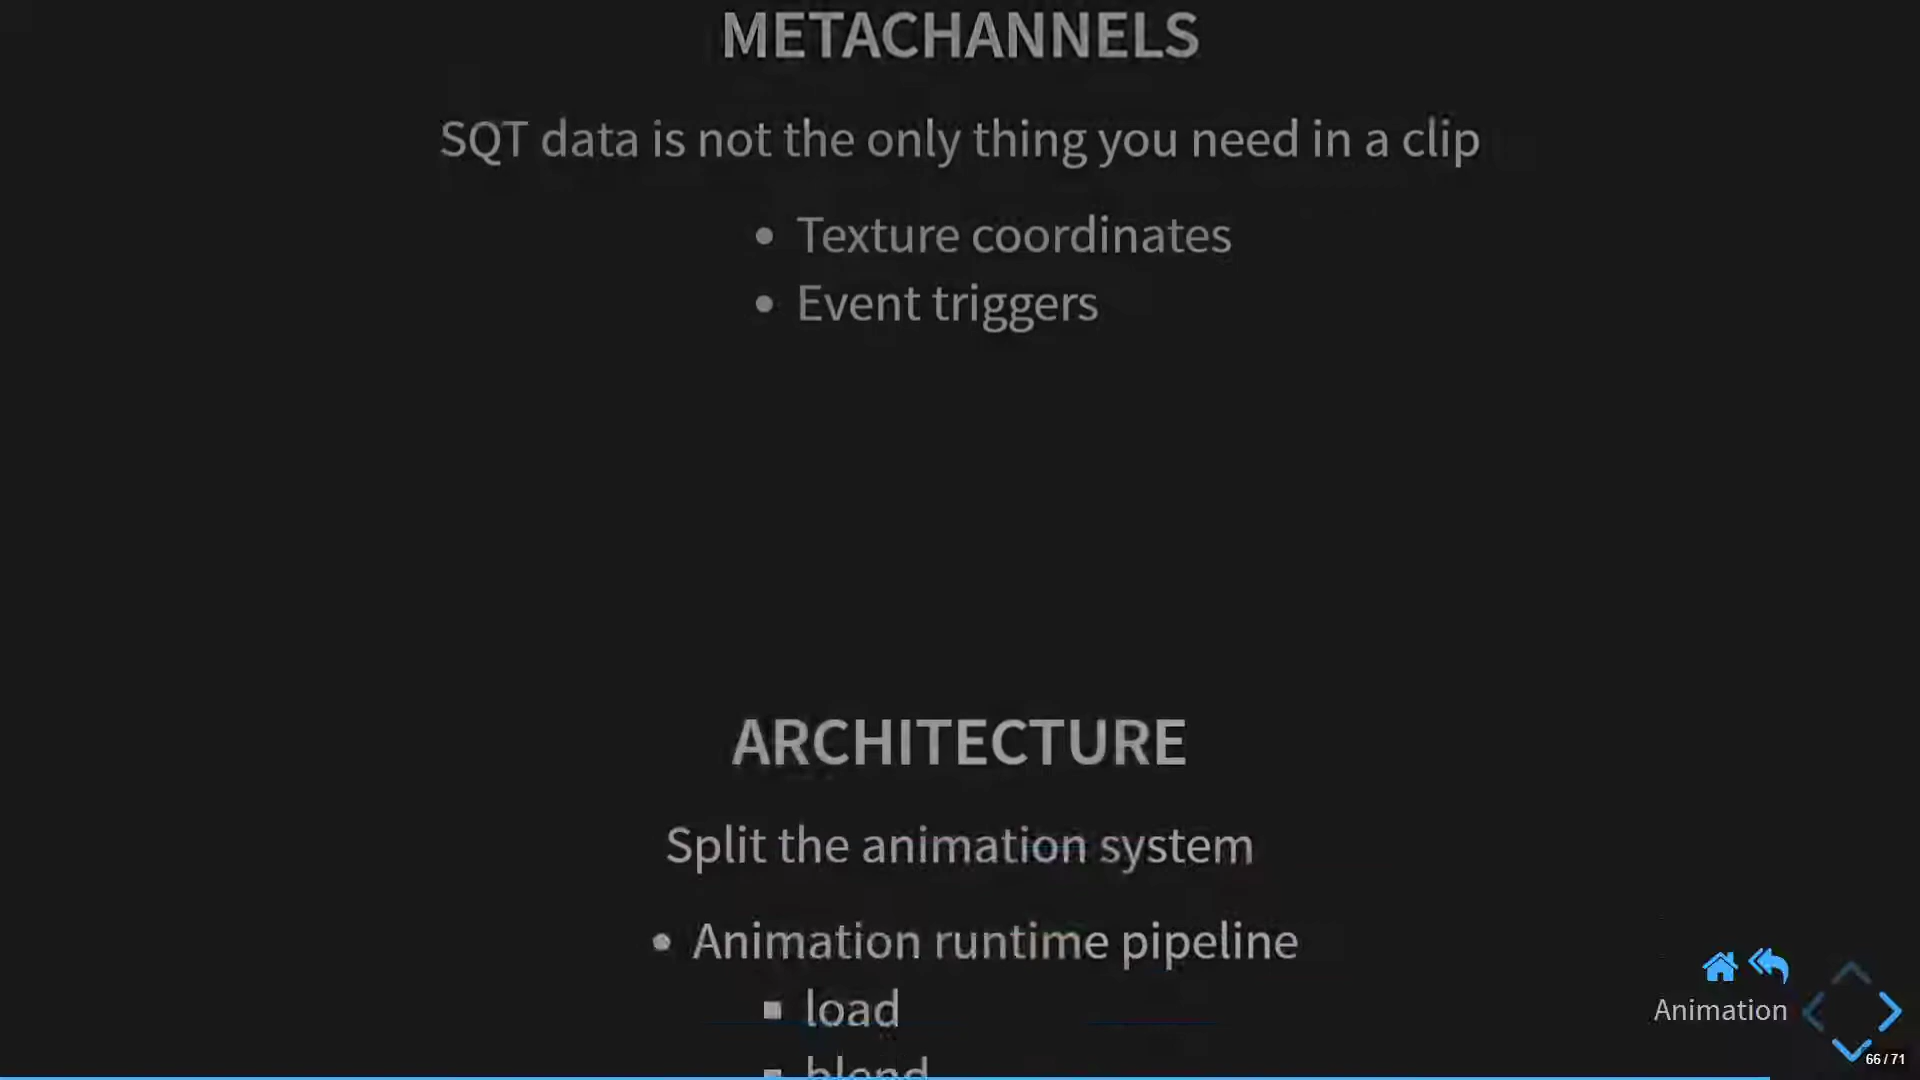 METACHANNELS
SQT data is not the only thing you need in a clip
• Texture coordinates
• Event triggers
ARCHITECTURE
Split the animation system
• Animation runtime pipeline
▪ load
▪ blend
Animation
66 / 71